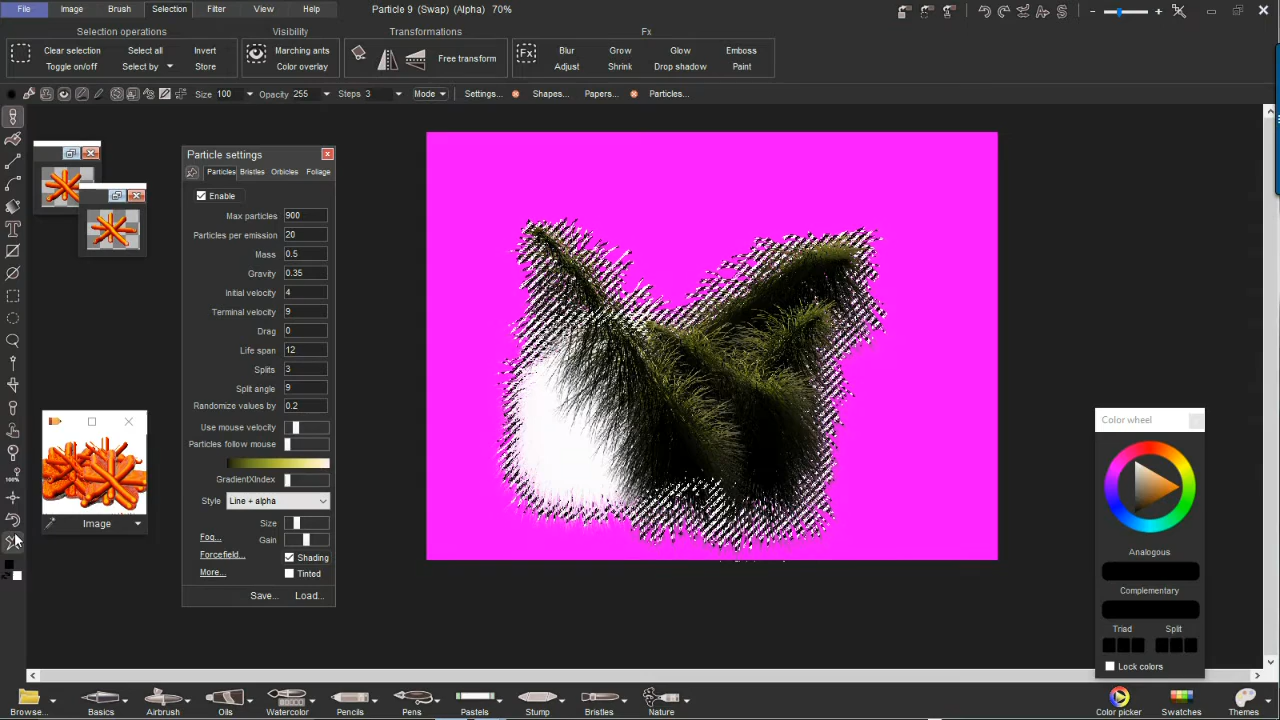 File Image Brush Selection Filter View Help Particle 9 (Swap) (Alpha) 70%
Selection operations Visibility Transformations Fx
Clear selection Select all Invert Marching ants Free transform Blur Grow Glow Emboss
Toggle on/off Select by Store Color overlay Adjust Shrink Drop shadow Paint
Size 100 Opacity 255 Steps 3 Mode Settings... Shapes... Papers... Particles...
Particle settings
Particles Bristles Orbicles Foliage
Enable
Max particles 900
Particles per emission 20
Mass 0.5
Gravity 0.35
Initial velocity 4
Terminal velocity 9
Drag 0
Life span 12
Splits 3
Split angle 9
Randomize values by 0.2
Use mouse velocity
Particles follow mouse
GradientXIndex
Style Line + alpha
Size
Fog... Gain
Forcefield... Shading
More... Tinted
Save... Load...
100%
Image
Color wheel
Analogous
Complementary
Triad Split
Lock colors
Browse... Basics Airbrush Oils Watercolor Pencils Pens Pastels Stump Bristles Nature Color picker Swatches Themes